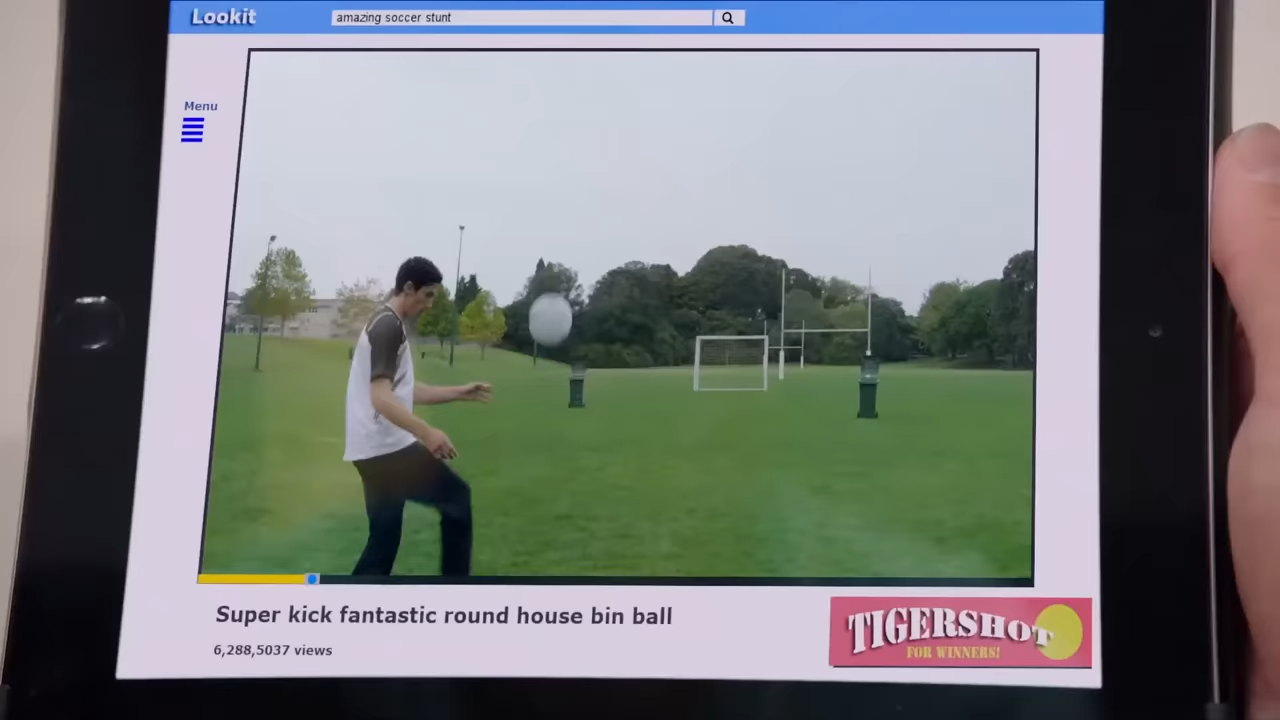 Lookit
amazing soccer stunt
Menu
Super kick fantastic round house bin ball
6,288,5037 views
TIGERSHOT
FOR WINNERS!